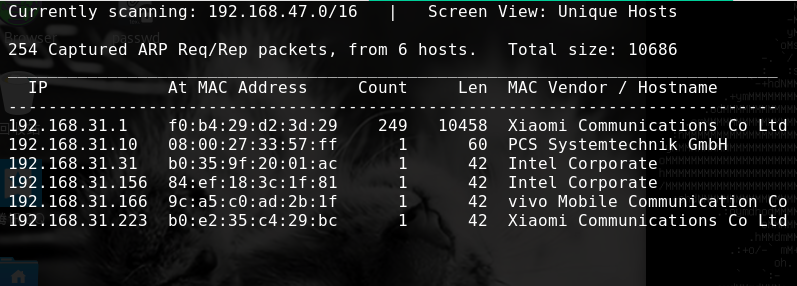 Currently scanning: 192.168.47.0/16   |   Screen View: Unique Hosts
254 Captured ARP Req/Rep packets, from 6 hosts.   Total size: 10686
_____________________________________________________________________________
  IP            At MAC Address     Count     Len  MAC Vendor / Hostname
-----------------------------------------------------------------------------
192.168.31.1    f0:b4:29:d2:3d:29    249   10458  Xiaomi Communications Co Ltd
192.168.31.10   08:00:27:33:57:ff      1      60  PCS Systemtechnik GmbH
192.168.31.31   b0:35:9f:20:01:ac      1      42  Intel Corporate
192.168.31.156  84:ef:18:3c:1f:81      1      42  Intel Corporate
192.168.31.166  9c:a5:c0:ad:2b:1f      1      42  vivo Mobile Communication Co
192.168.31.223  b0:e2:35:c4:29:bc      1      42  Xiaomi Communications Co Ltd